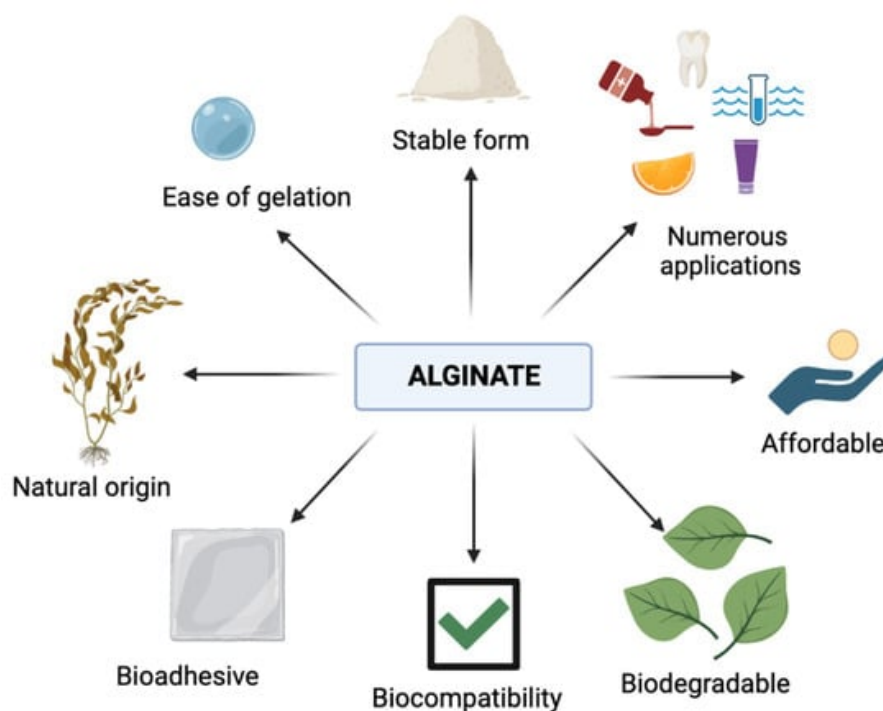 Stable form
Ease of gelation
Numerous
applications
ALGINATE
Affordable
Natural origin
Bioadhesive
Biocompatibility
Biodegradable